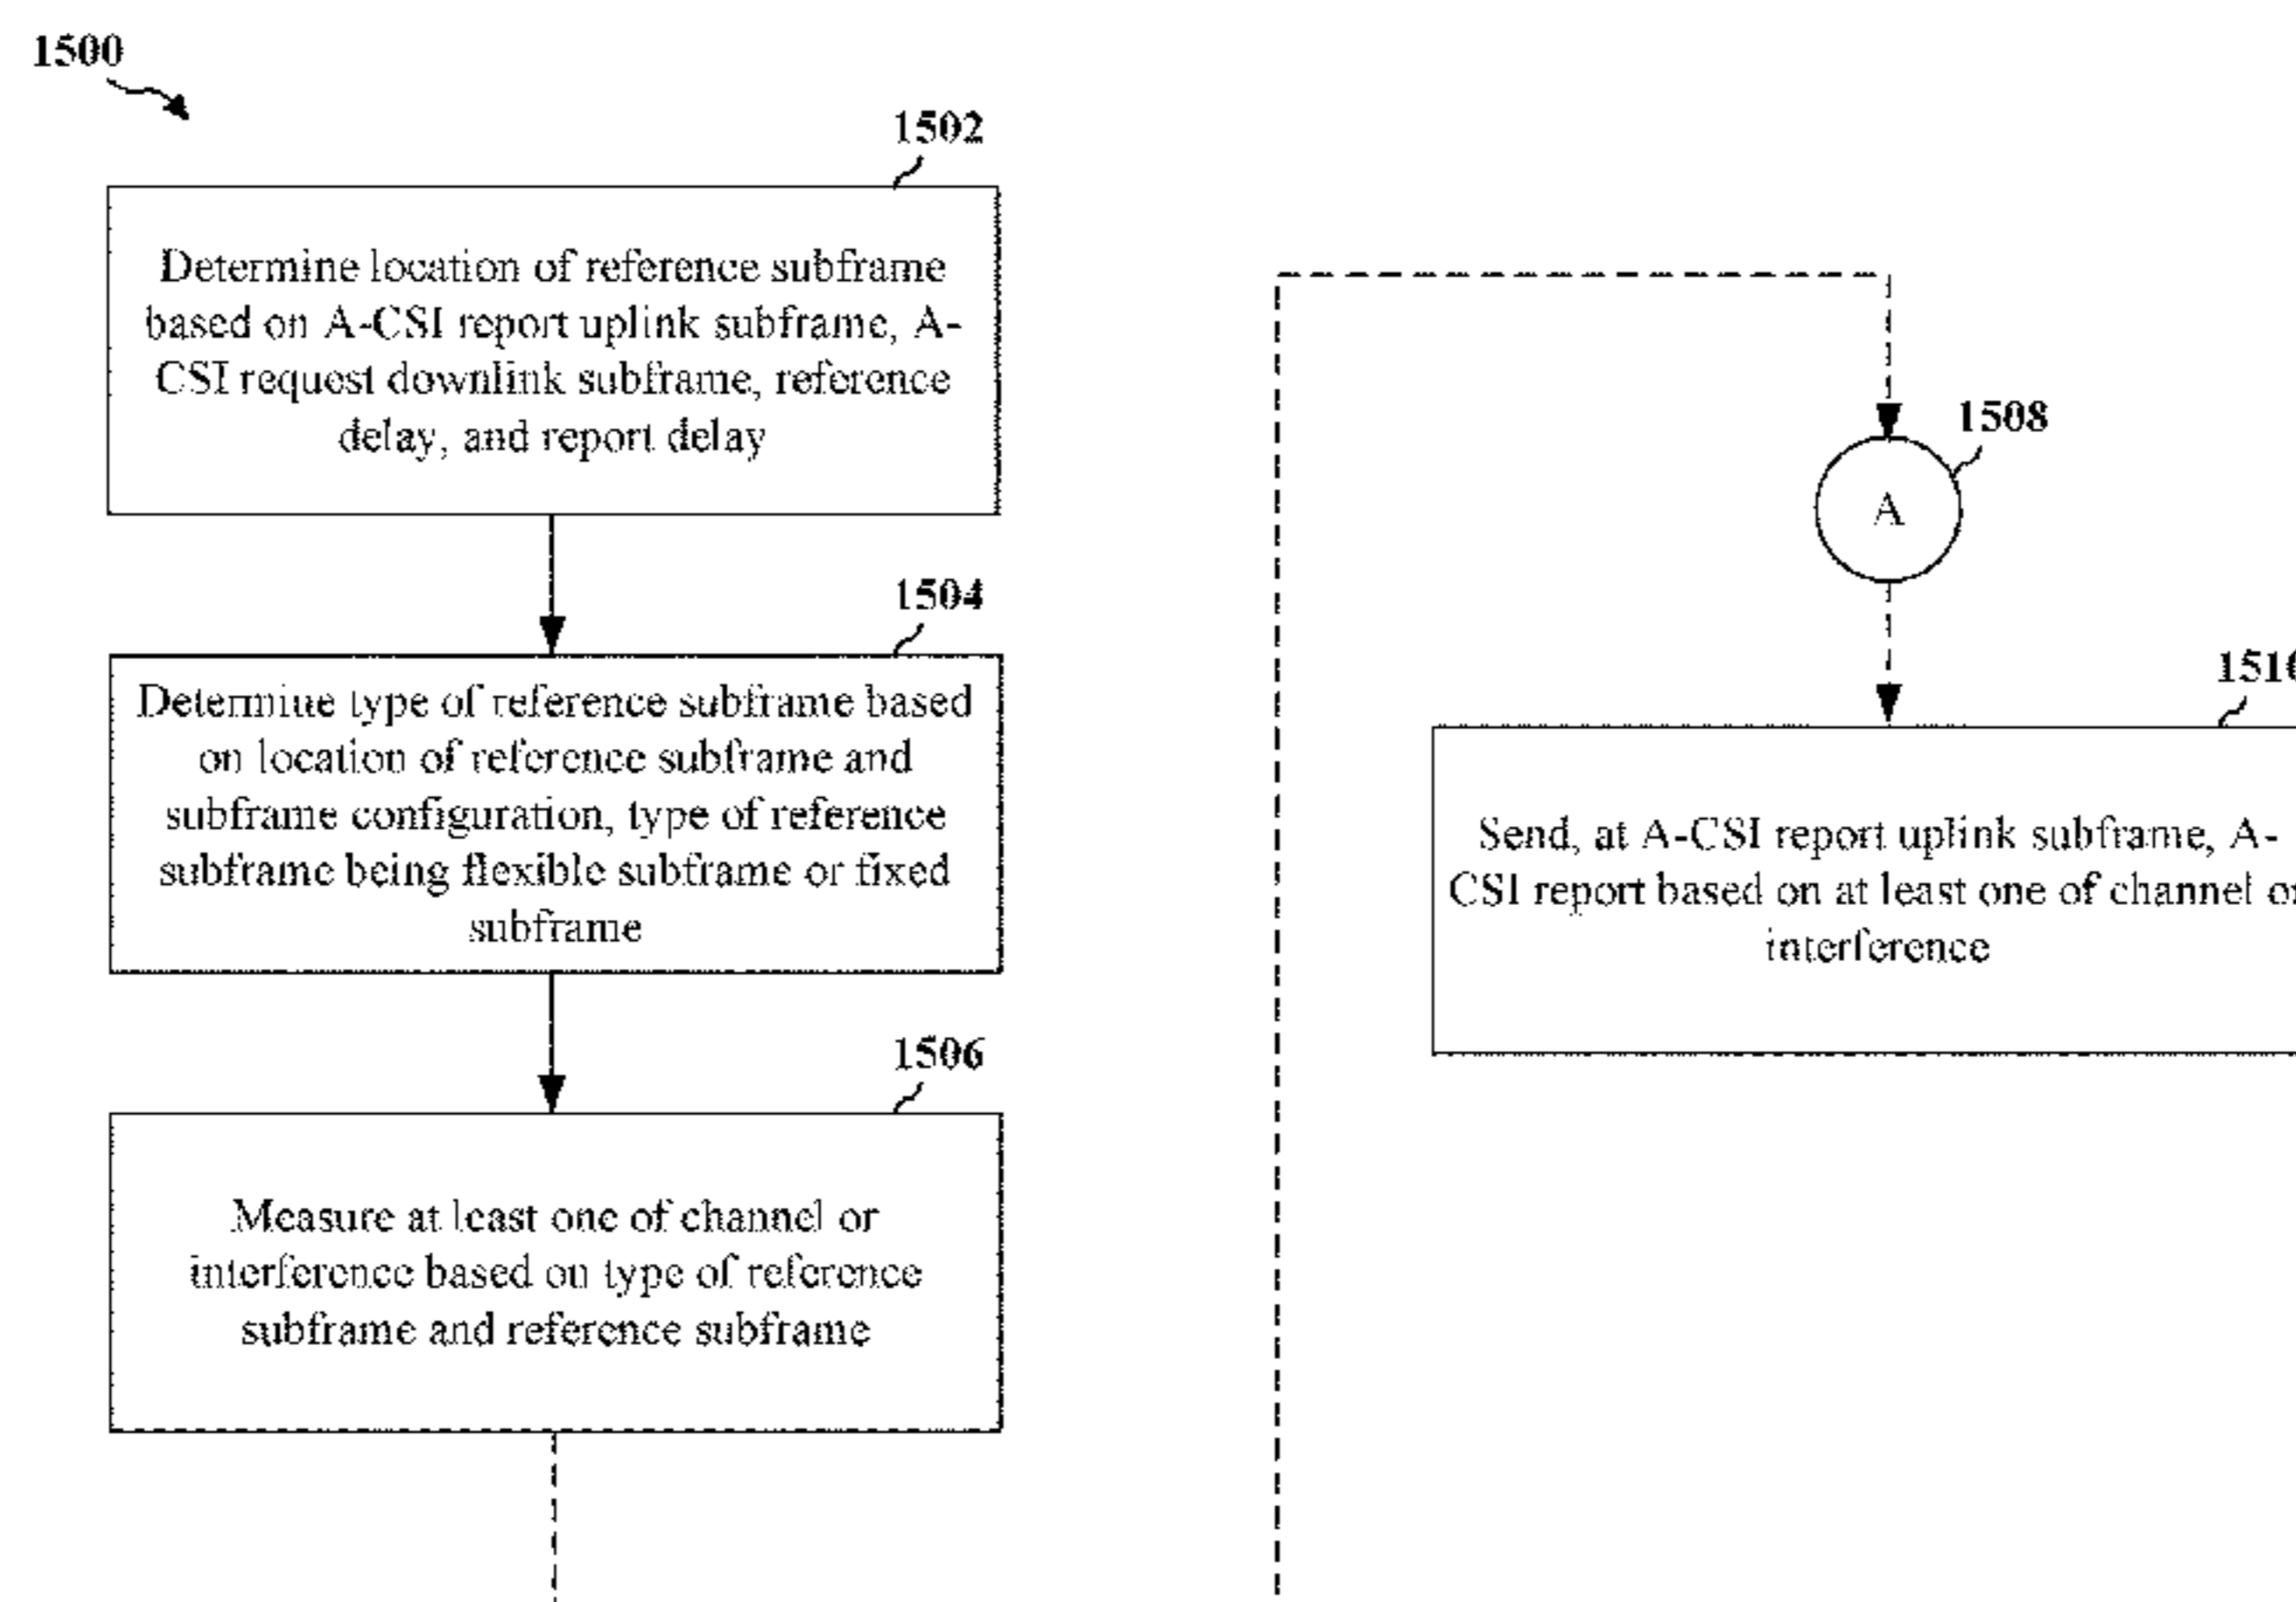 1500
1502
Determine location of reference subframe
based on A-CSI report uplink subframe, A-
CSI request downlink subframe, reference
delay, and report delay
1504
Determine type of reference subframe based
on location of reference subframe and
subframe configuration, type of reference
subframe being flexible subframe or fixed
subframe
1506
Measure at least one of channel or
interference based on type of reference
subframe and reference subframe
1508
A
1510
Send, at A-CSI report uplink subframe, A-
CSI report based on at least one of channel or
interference